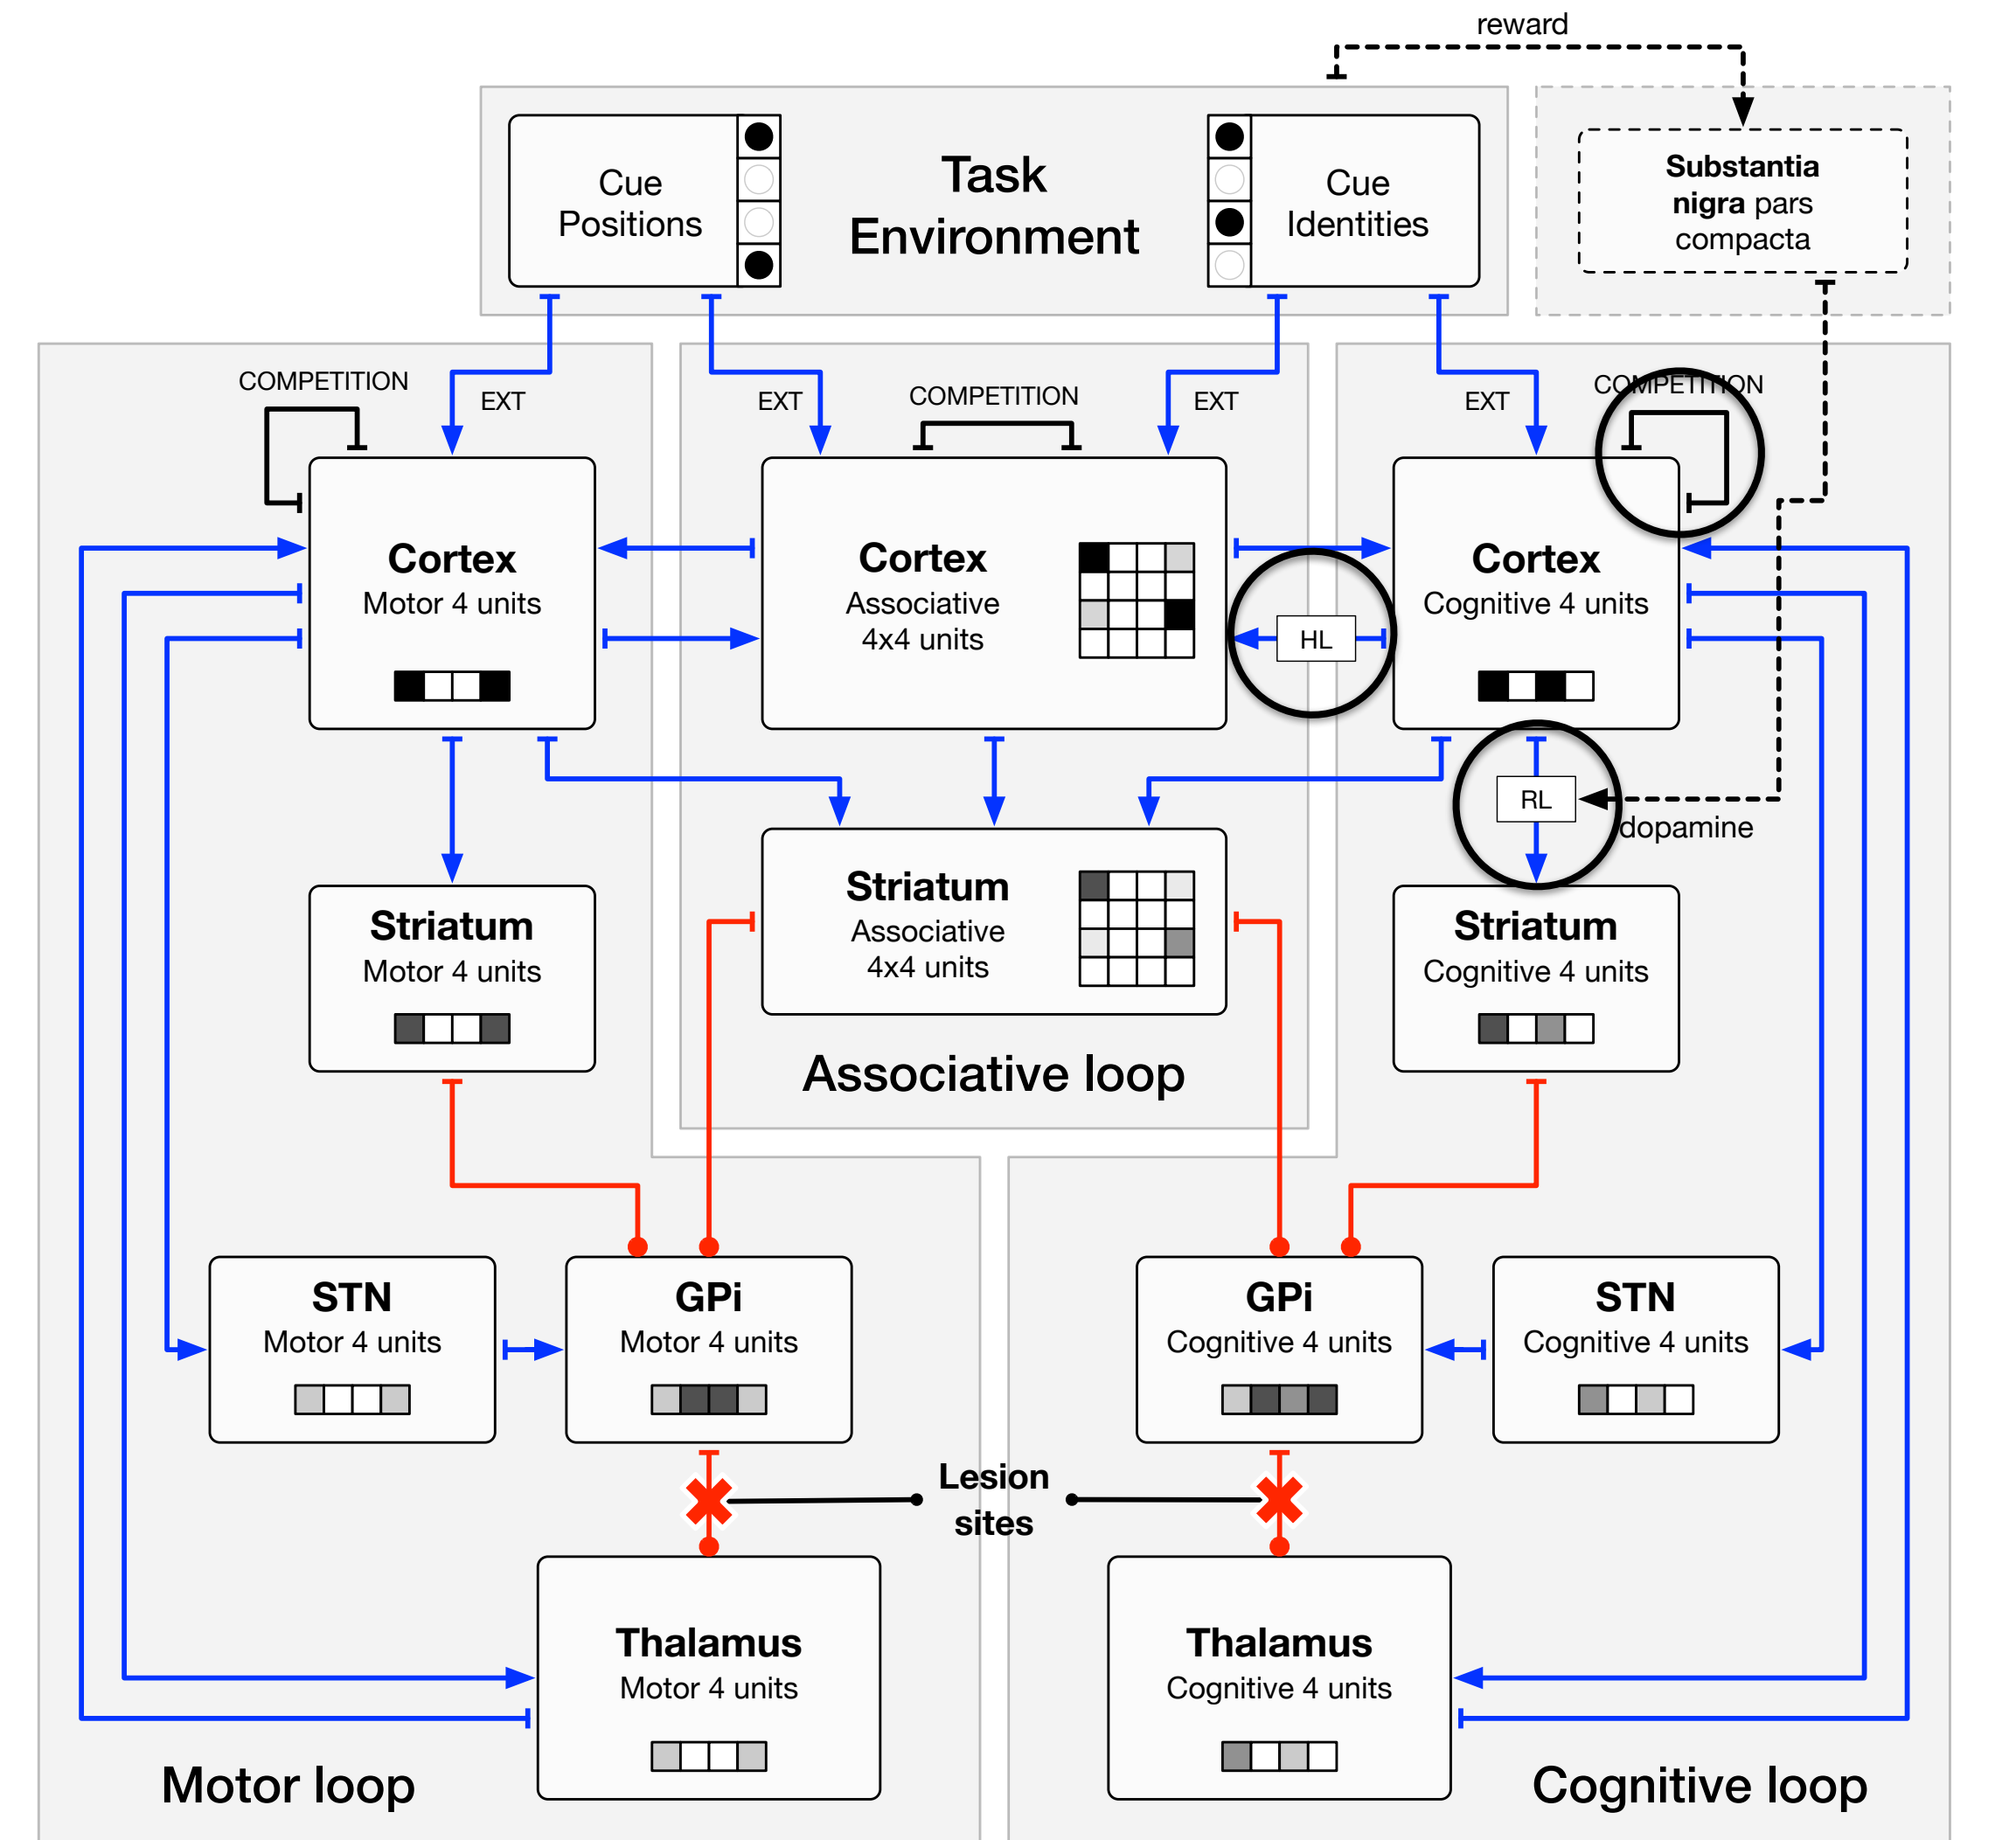 reward
Cue
Positions
Task
Environment
Cue
Identities
Substantia
nigra pars
compacta
COMPETITION
EXT
EXT
COMPETITION
EXT
EXT
COMPETITION
Cortex
Motor 4 units
Cortex
Associative
4x4 units
HL
Cortex
Cognitive 4 units
RL
dopamine
Striatum
Motor 4 units
Striatum
Associative
4x4 units
Striatum
Cognitive 4 units
Associative loop
STN
Motor 4 units
GPi
Motor 4 units
GPi
Cognitive 4 units
STN
Cognitive 4 units
Lesion
sites
Thalamus
Motor 4 units
Thalamus
Cognitive 4 units
Motor loop
Cognitive loop